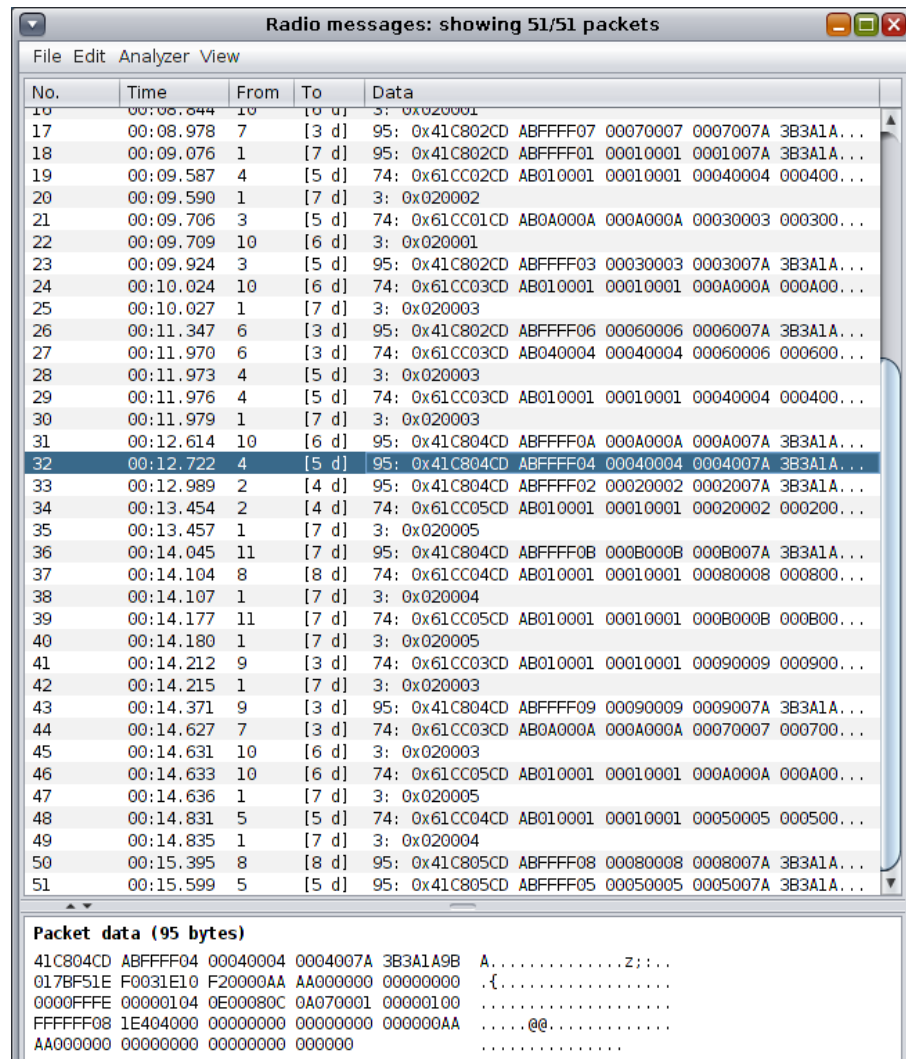 Radio messages: showing 51/51 packets
File Edit Analyzer View
No. Time From To Data
16 00:08.844 10 [6 d] 3: 0x020001
17 00:08.978 7 [3 d] 95: 0x41C802CD ABFFFF07 00070007 0007007A 3B3A1A...
18 00:09.076 1 [7 d] 95: 0x41C802CD ABFFFF01 00010001 0001007A 3B3A1A...
19 00:09.587 4 [5 d] 74: 0x61CC02CD AB010001 00010001 00040004 000400...
20 00:09.590 1 [7 d] 3: 0x020002
21 00:09.706 3 [5 d] 74: 0x61CC01CD AB0A000A 000A000A 00030003 000300...
22 00:09.709 10 [6 d] 3: 0x020001
23 00:09.924 3 [5 d] 95: 0x41C802CD ABFFFF03 00030003 0003007A 3B3A1A...
24 00:10.024 10 [6 d] 74: 0x61CC03CD AB010001 00010001 000A000A 000A00...
25 00:10.027 1 [7 d] 3: 0x020003
26 00:11.347 6 [3 d] 95: 0x41C802CD ABFFFF06 00060006 0006007A 3B3A1A...
27 00:11.970 6 [3 d] 74: 0x61CC03CD AB040004 00040004 00060006 000600...
28 00:11.973 4 [5 d] 3: 0x020003
29 00:11.976 4 [5 d] 74: 0x61CC03CD AB010001 00010001 00040004 000400...
30 00:11.979 1 [7 d] 3: 0x020003
31 00:12.614 10 [6 d] 95: 0x41C804CD ABFFFF0A 000A000A 000A007A 3B3A1A...
32 00:12.722 4 [5 d] 95: 0x41C804CD ABFFFF04 00040004 0004007A 3B3A1A...
33 00:12.989 2 [4 d] 95: 0x41C804CD ABFFFF02 00020002 0002007A 3B3A1A...
34 00:13.454 2 [4 d] 74: 0x61CC05CD AB010001 00010001 00020002 000200...
35 00:13.457 1 [7 d] 3: 0x020005
36 00:14.045 11 [7 d] 95: 0x41C804CD ABFFFF0B 000B000B 000B007A 3B3A1A...
37 00:14.104 8 [8 d] 74: 0x61CC04CD AB010001 00010001 00080008 000800...
38 00:14.107 1 [7 d] 3: 0x020004
39 00:14.177 11 [7 d] 74: 0x61CC05CD AB010001 00010001 000B000B 000B00...
40 00:14.180 1 [7 d] 3: 0x020005
41 00:14.212 9 [3 d] 74: 0x61CC03CD AB010001 00010001 00090009 000900...
42 00:14.215 1 [7 d] 3: 0x020003
43 00:14.371 9 [3 d] 95: 0x41C804CD ABFFFF09 00090009 0009007A 3B3A1A...
44 00:14.627 7 [3 d] 74: 0x61CC03CD AB0A000A 000A000A 00070007 000700...
45 00:14.631 10 [6 d] 3: 0x020003
46 00:14.633 10 [6 d] 74: 0x61CC05CD AB010001 00010001 000A000A 000A00...
47 00:14.636 1 [7 d] 3: 0x020005
48 00:14.831 5 [5 d] 74: 0x61CC04CD AB010001 00010001 00050005 000500...
49 00:14.835 1 [7 d] 3: 0x020004
50 00:15.395 8 [8 d] 95: 0x41C805CD ABFFFF08 00080008 0008007A 3B3A1A...
51 00:15.599 5 [5 d] 95: 0x41C805CD ABFFFF05 00050005 0005007A 3B3A1A...
Packet data (95 bytes)
41C804CD ABFFFF04 00040004 0004007A 3B3A1A9B A..............z;:..
017BF51E F0031E10 F20000AA AA000000 00000000 .{..................
0000FFFE 00000104 0E00080C 0A070001 00000100 ....................
FFFFFF08 1E404000 00000000 00000000 000000AA .....@@.............
AA000000 00000000 00000000 000000 ...............